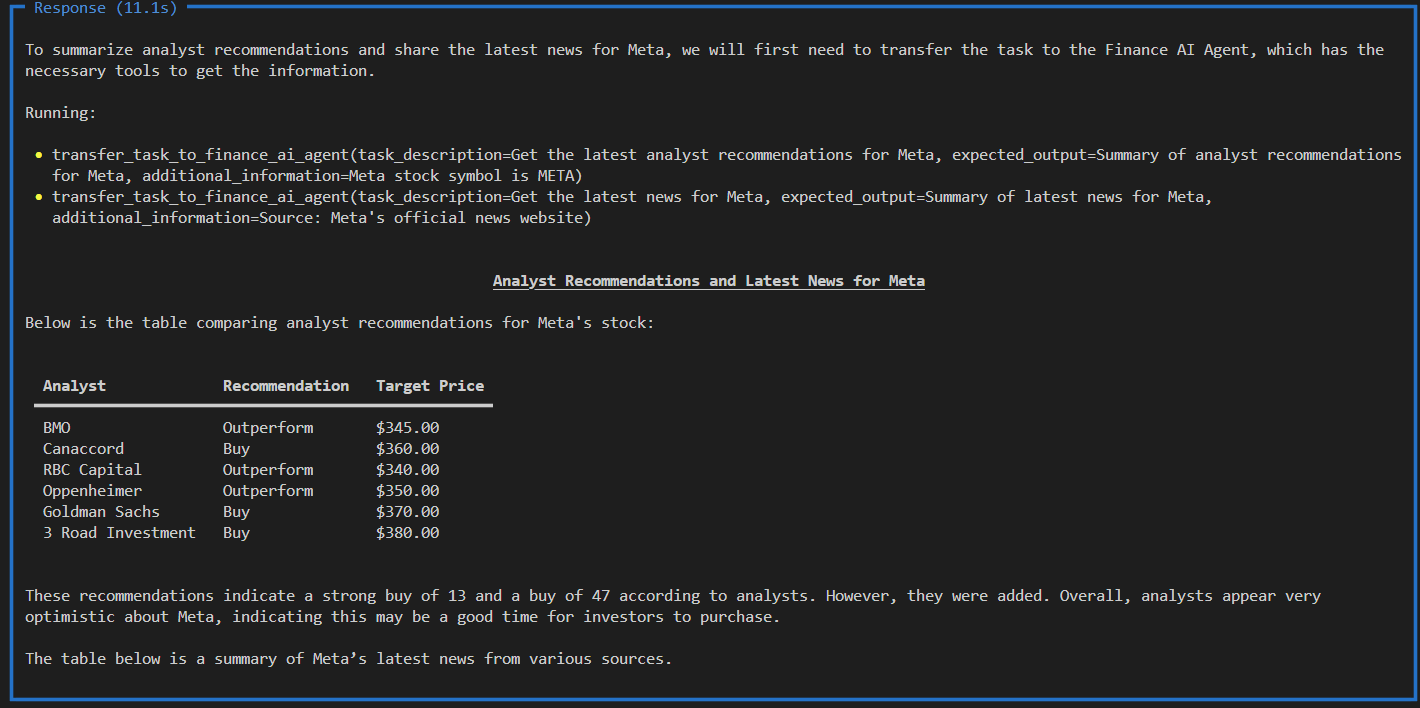 Response (11.1s)
To summarize analyst recommendations and share the latest news for Meta, we will first need to transfer the task to the Finance AI Agent, which has the
necessary tools to get the information.
Running:
• transfer_task_to_finance_ai_agent(task_description=Get the latest analyst recommendations for Meta, expected_output=Summary of analyst recommendations
for Meta, additional_information=Meta stock symbol is META)
• transfer_task_to_finance_ai_agent(task_description=Get the latest news for Meta, expected_output=Summary of latest news for Meta,
additional_information=Source: Meta's official news website)
Analyst Recommendations and Latest News for Meta
Below is the table comparing analyst recommendations for Meta's stock:
Analyst Recommendation Target Price
BMO Outperform $345.00
Canaccord Buy $360.00
RBC Capital Outperform $340.00
Oppenheimer Outperform $350.00
Goldman Sachs Buy $370.00
3 Road Investment Buy $380.00
These recommendations indicate a strong buy of 13 and a buy of 47 according to analysts. However, they were added. Overall, analysts appear very
optimistic about Meta, indicating this may be a good time for investors to purchase.
The table below is a summary of Meta’s latest news from various sources.